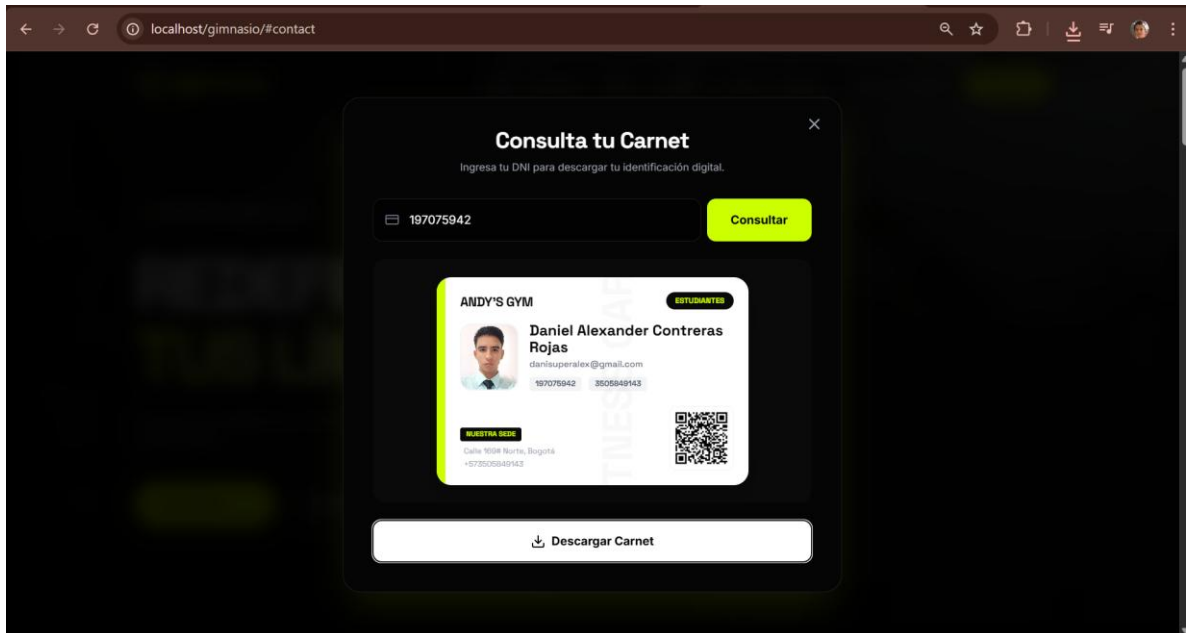 localhost/gimnasio/#contact
Consulta tu Carnet
Ingresa tu DNI para descargar tu identificación digital.
197075942
Consultar
ANDY'S GYM
ESTUDIANTES
Daniel Alexander Contreras
Rojas
danisuperalex@gmail.com
197075942 3505849143
NUESTRA SEDE
Calle 169# Norte, Bogotá
+573505849143
Descargar Carnet